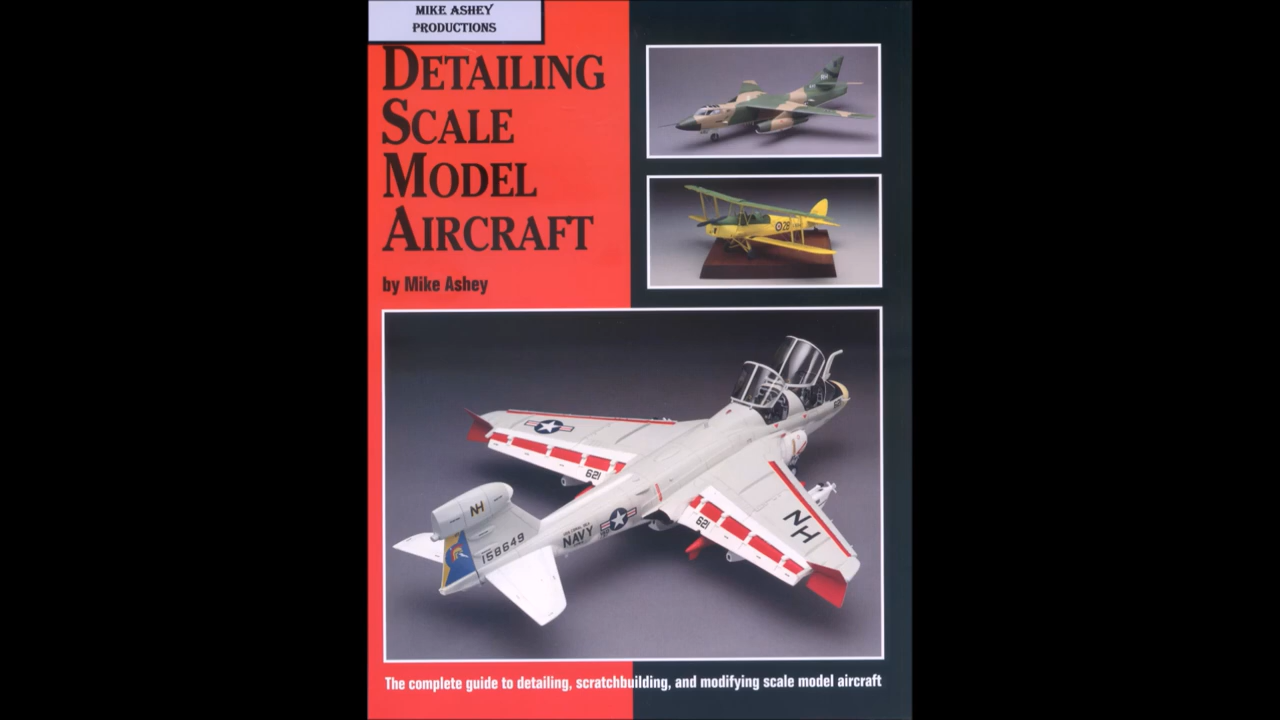 MIKE ASHEY
PRODUCTIONS
DETAILING
SCALE
MODEL
AIRCRAFT
by Mike Ashey
NH
621
621
NH
NAVY
158649
The complete guide to detailing, scratchbuilding, and modifying scale model aircraft